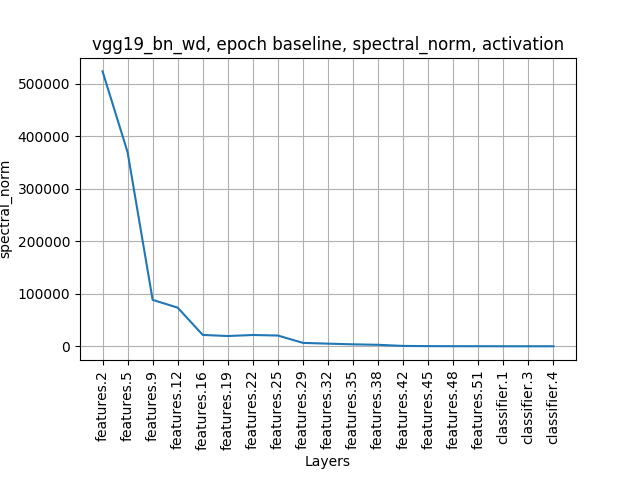 vgg19_bn_wd, epoch baseline, spectral_norm, activation
spectral_norm
500000
400000
300000
200000
100000
0
features.2
features.5
features.9
features.12
features.16
features.19
features.22
features.25
features.29
features.32
features.35
features.38
features.42
features.45
features.48
features.51
classifier.1
classifier.3
classifier.4
Layers